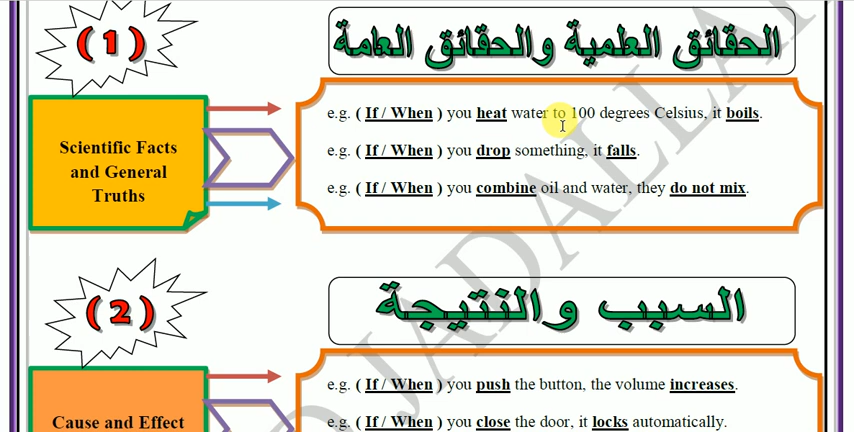 ( 1 )
الحقائق العلمية والحقائق العامة
Scientific Facts
and General
Truths
e.g. ( If / When ) you heat water to 100 degrees Celsius, it boils.
e.g. ( If / When ) you drop something, it falls.
e.g. ( If / When ) you combine oil and water, they do not mix.
( 2 )
السبب والنتيجة
Cause and Effect
e.g. ( If / When ) you push the button, the volume increases.
e.g. ( If / When ) you close the door, it locks automatically.
JADALLAH